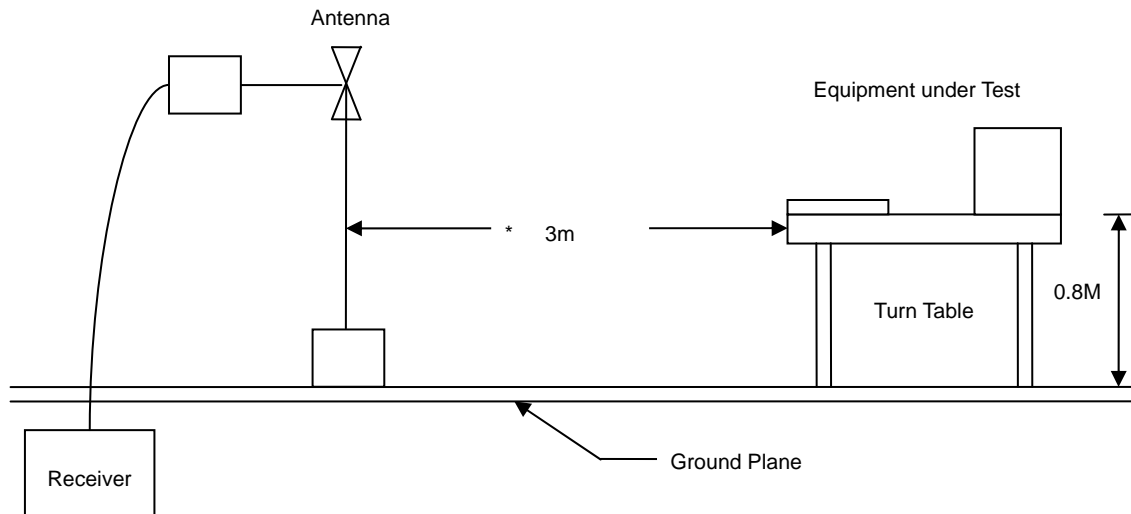 Antenna
Equipment under Test
* 3m
0.8M
Turn Table
Ground Plane
Receiver